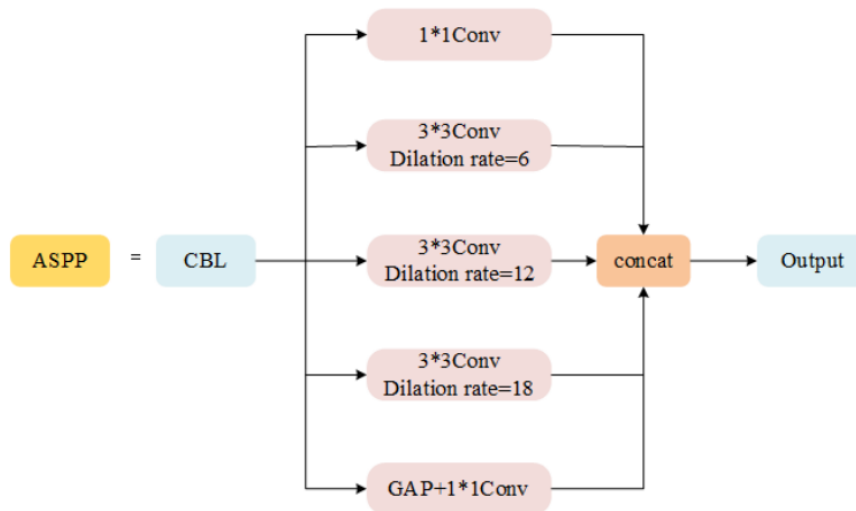 1*1Conv
3*3Conv
Dilation rate=6
ASPP = CBL
3*3Conv
Dilation rate=12
concat
Output
3*3Conv
Dilation rate=18
GAP+1*1Conv